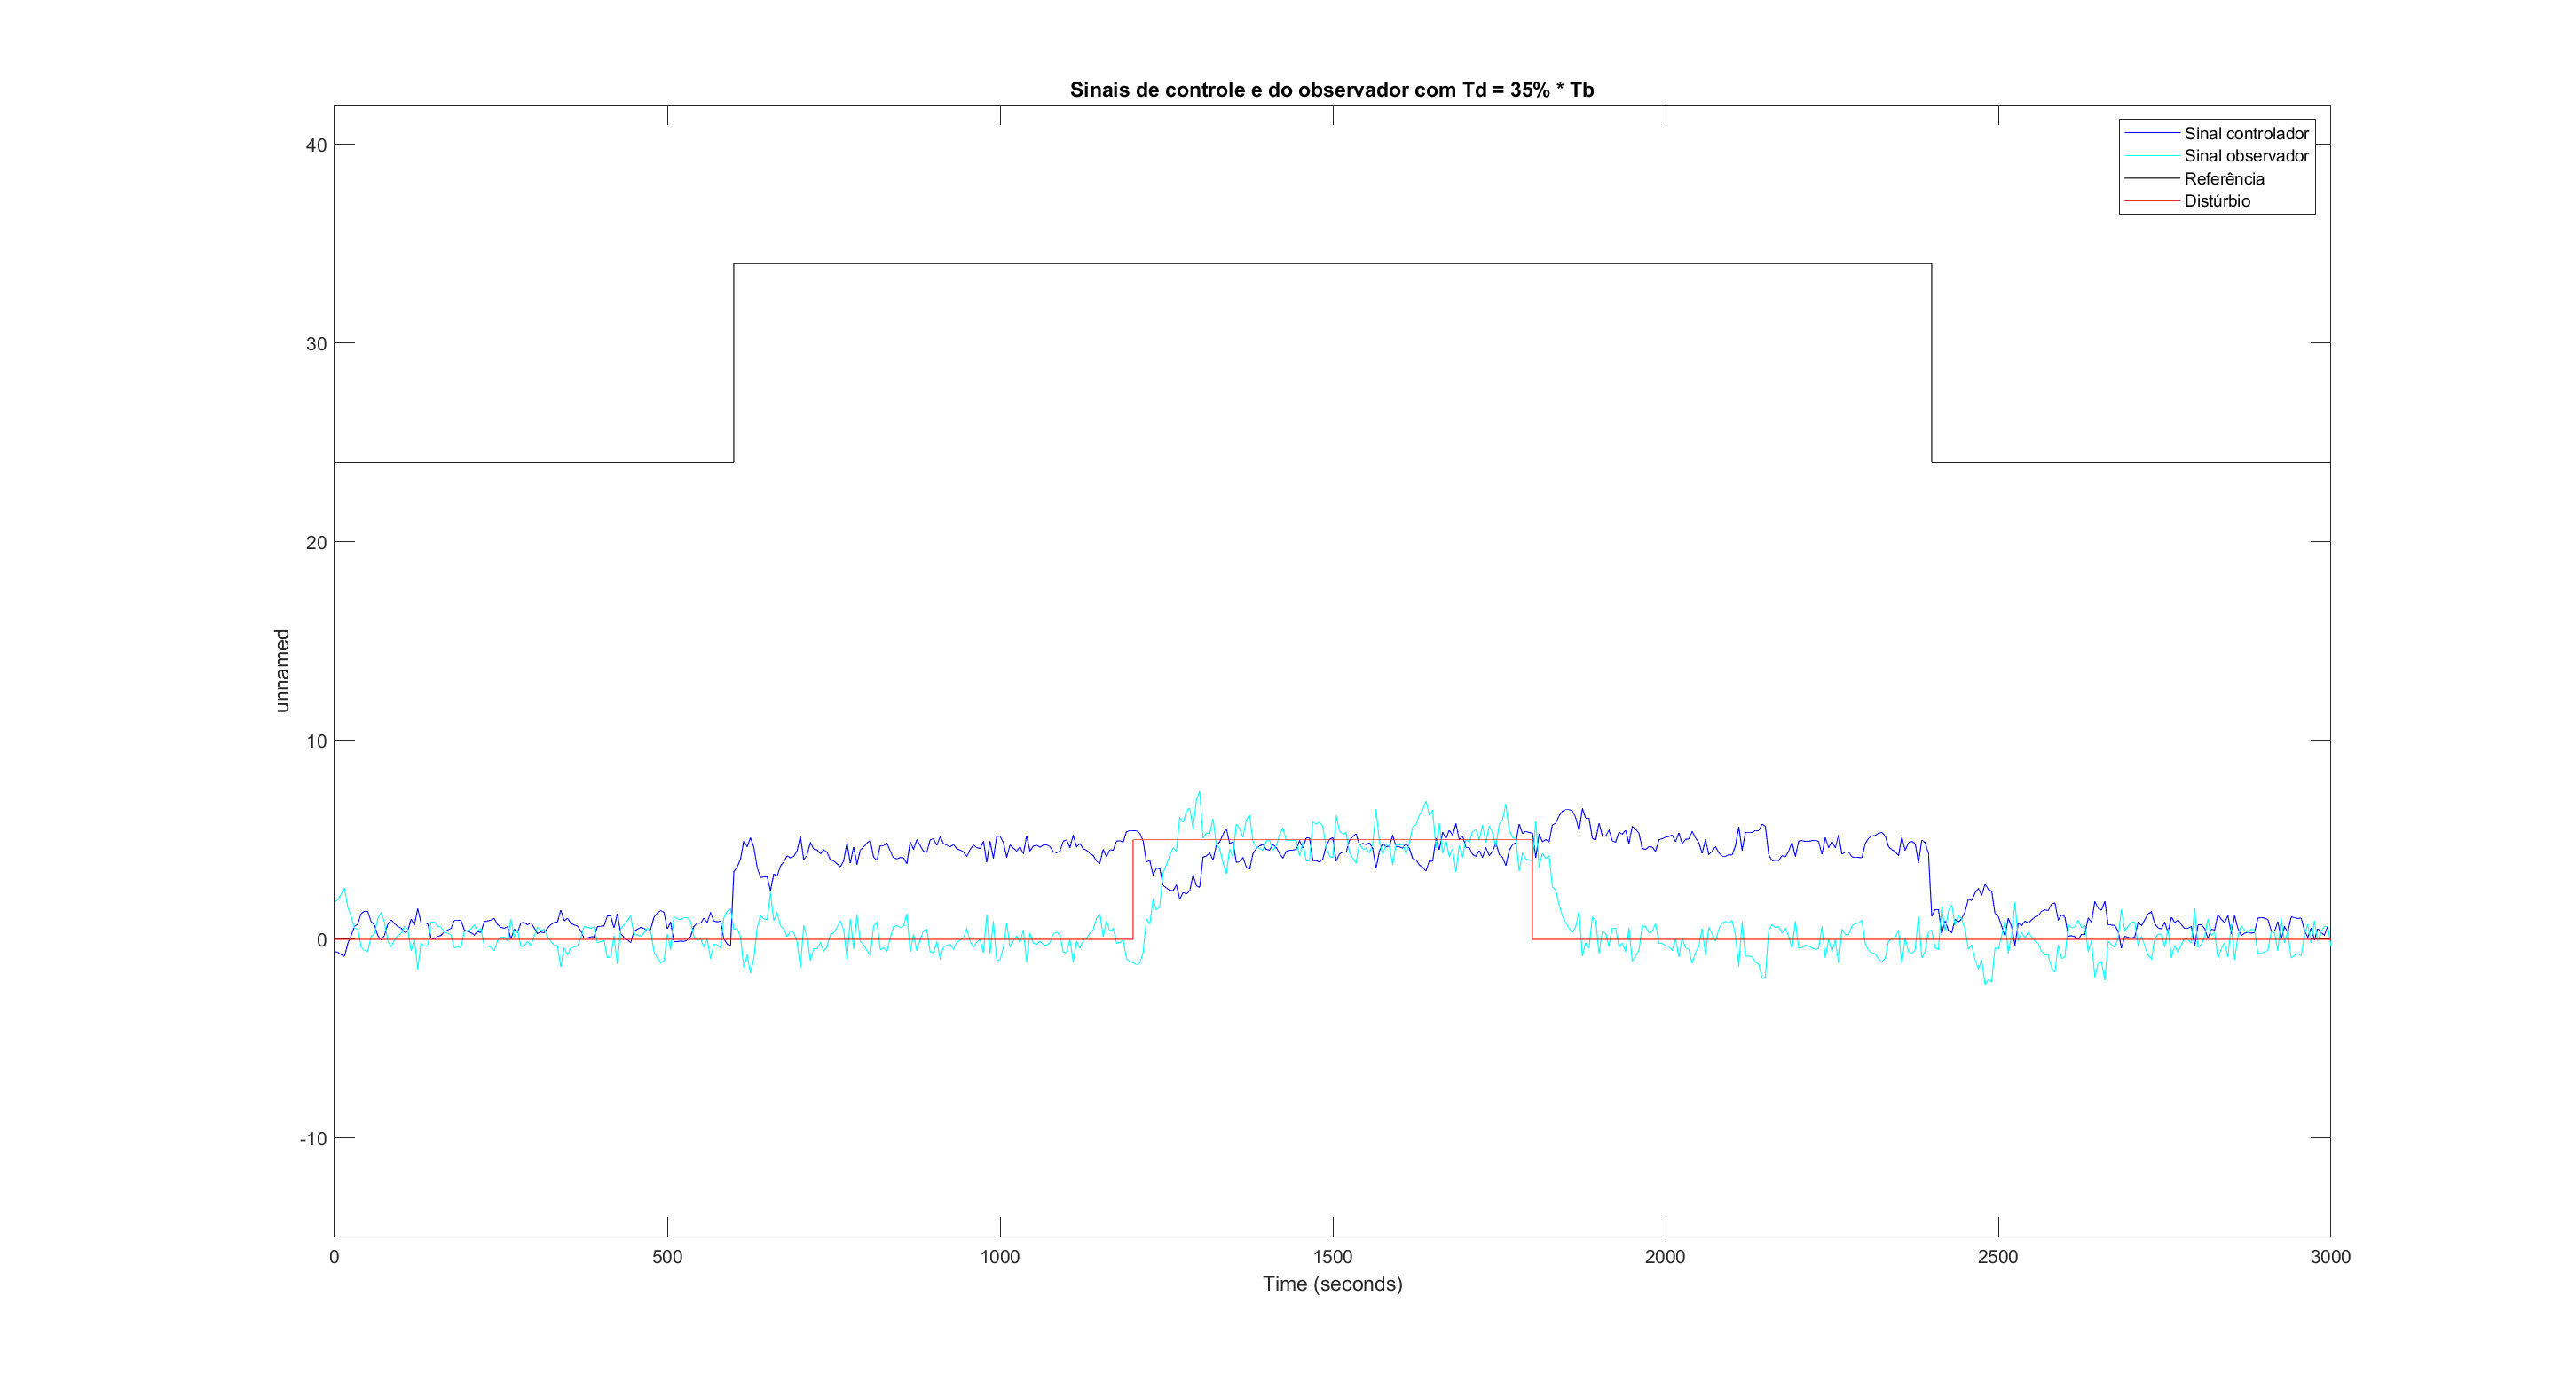 Sinais de controle e do observador com Td = 35% * Tb
Sinal controlador
Sinal observador
Referência
Distúrbio
40
30
20
10
0
-10
unnamed
0
500
1000
1500
2000
2500
3000
Time (seconds)